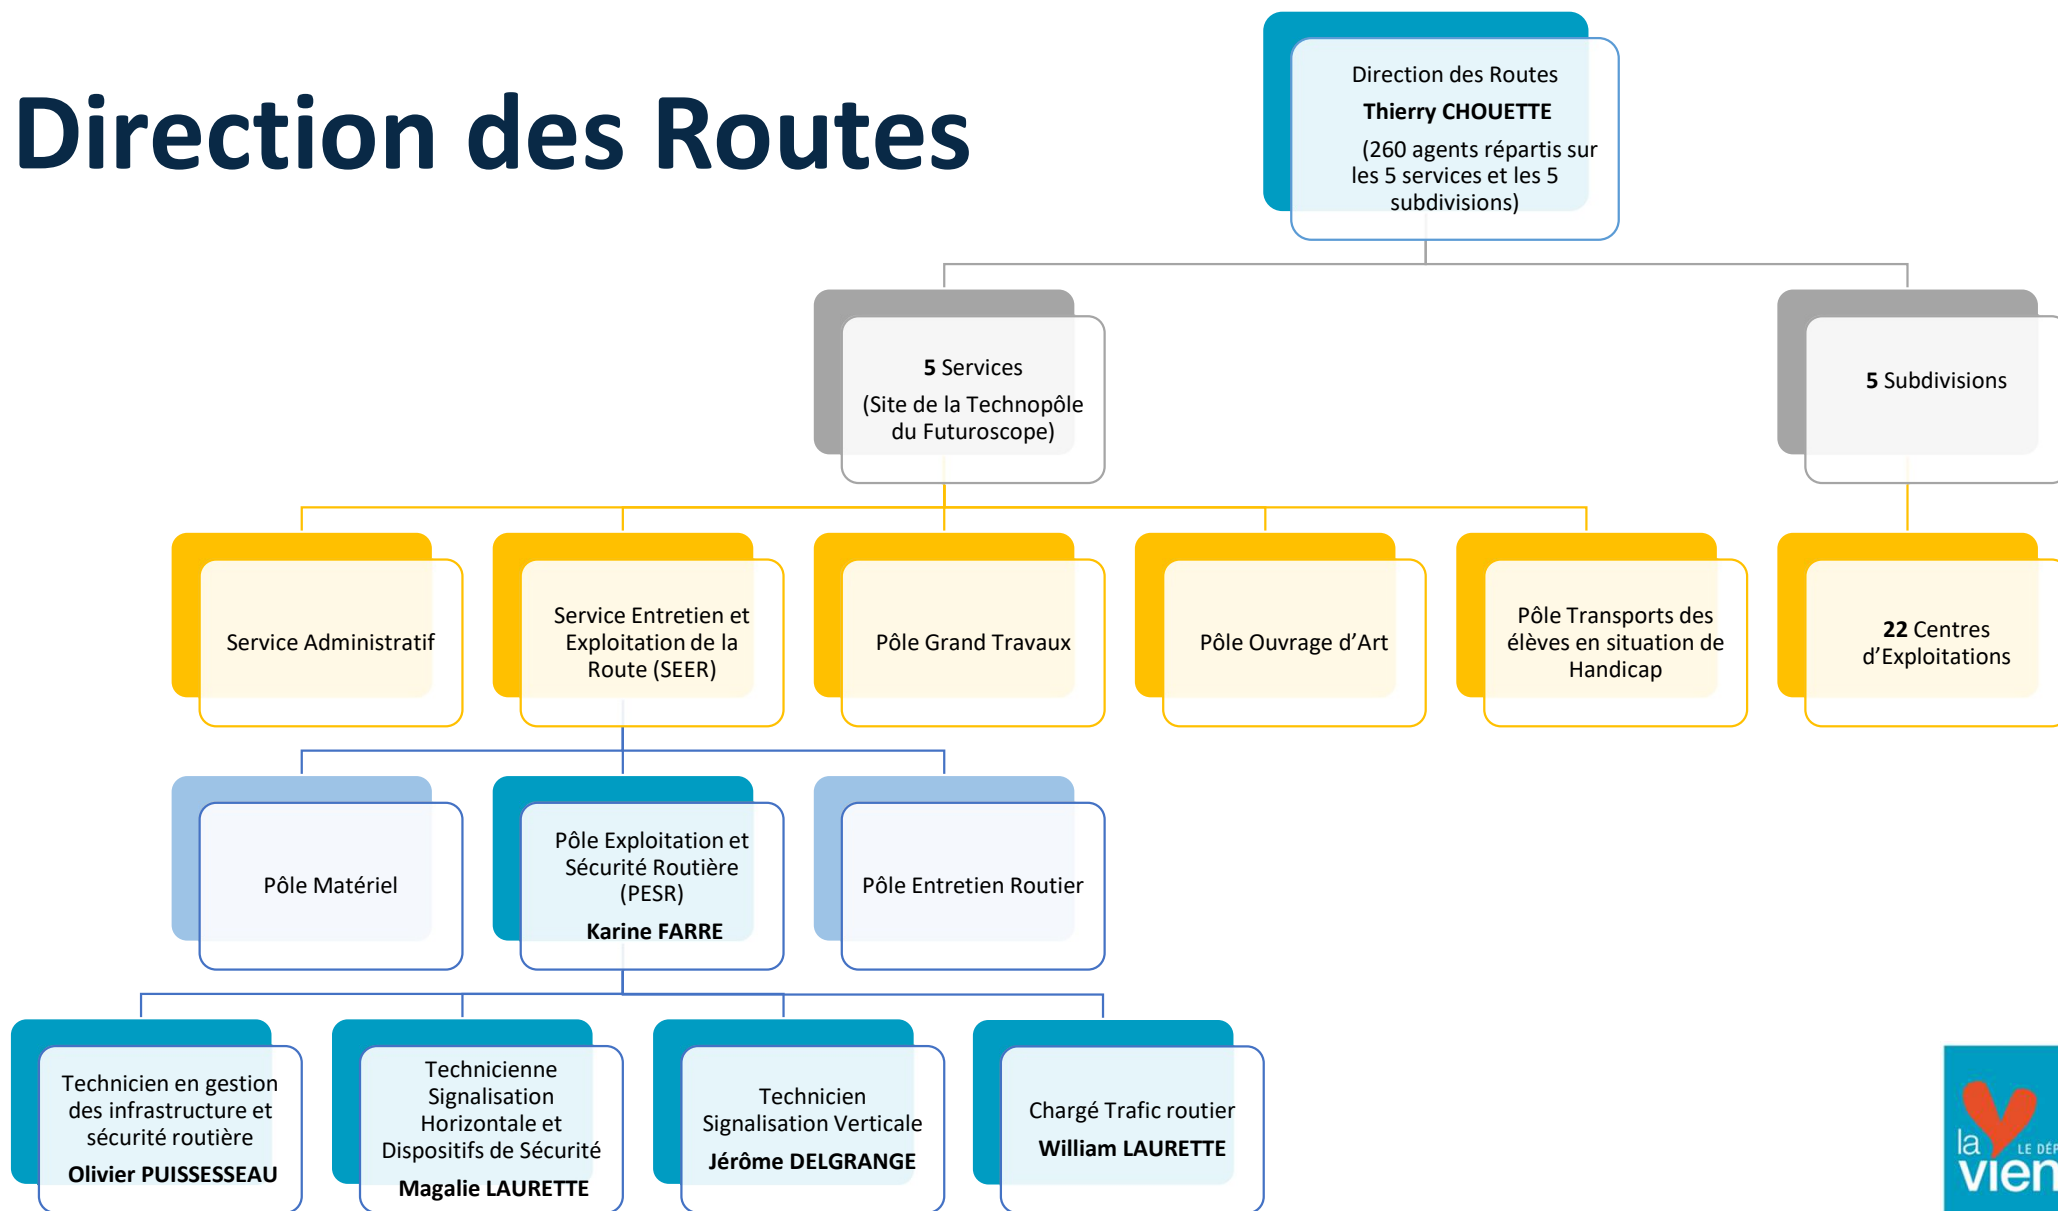 Direction des Routes
Direction des Routes
Thierry CHOUETTE
(260 agents répartis sur
les 5 services et les 5
subdivisions)
5 Services
(Site de la Technopôle
du Futuroscope)
5 Subdivisions
Service Administratif
Service Entretien et
Exploitation de la
Route (SEER)
Pôle Grand Travaux
Pôle Ouvrage d’Art
Pôle Transports des
élèves en situation de
Handicap
22 Centres
d’Exploitations
Pôle Matériel
Pôle Exploitation et
Sécurité Routière
(PESR)
Karine FARRE
Pôle Entretien Routier
Technicien en gestion
des infrastructure et
sécurité routière
Olivier PUISSESSEAU
Technicienne
Signalisation
Horizontale et
Dispositifs de Sécurité
Magalie LAURETTE
Technicien
Signalisation Verticale
Jérôme DELGRANGE
Chargé Trafic routier
William LAURETTE
la
LE DÉP
vien